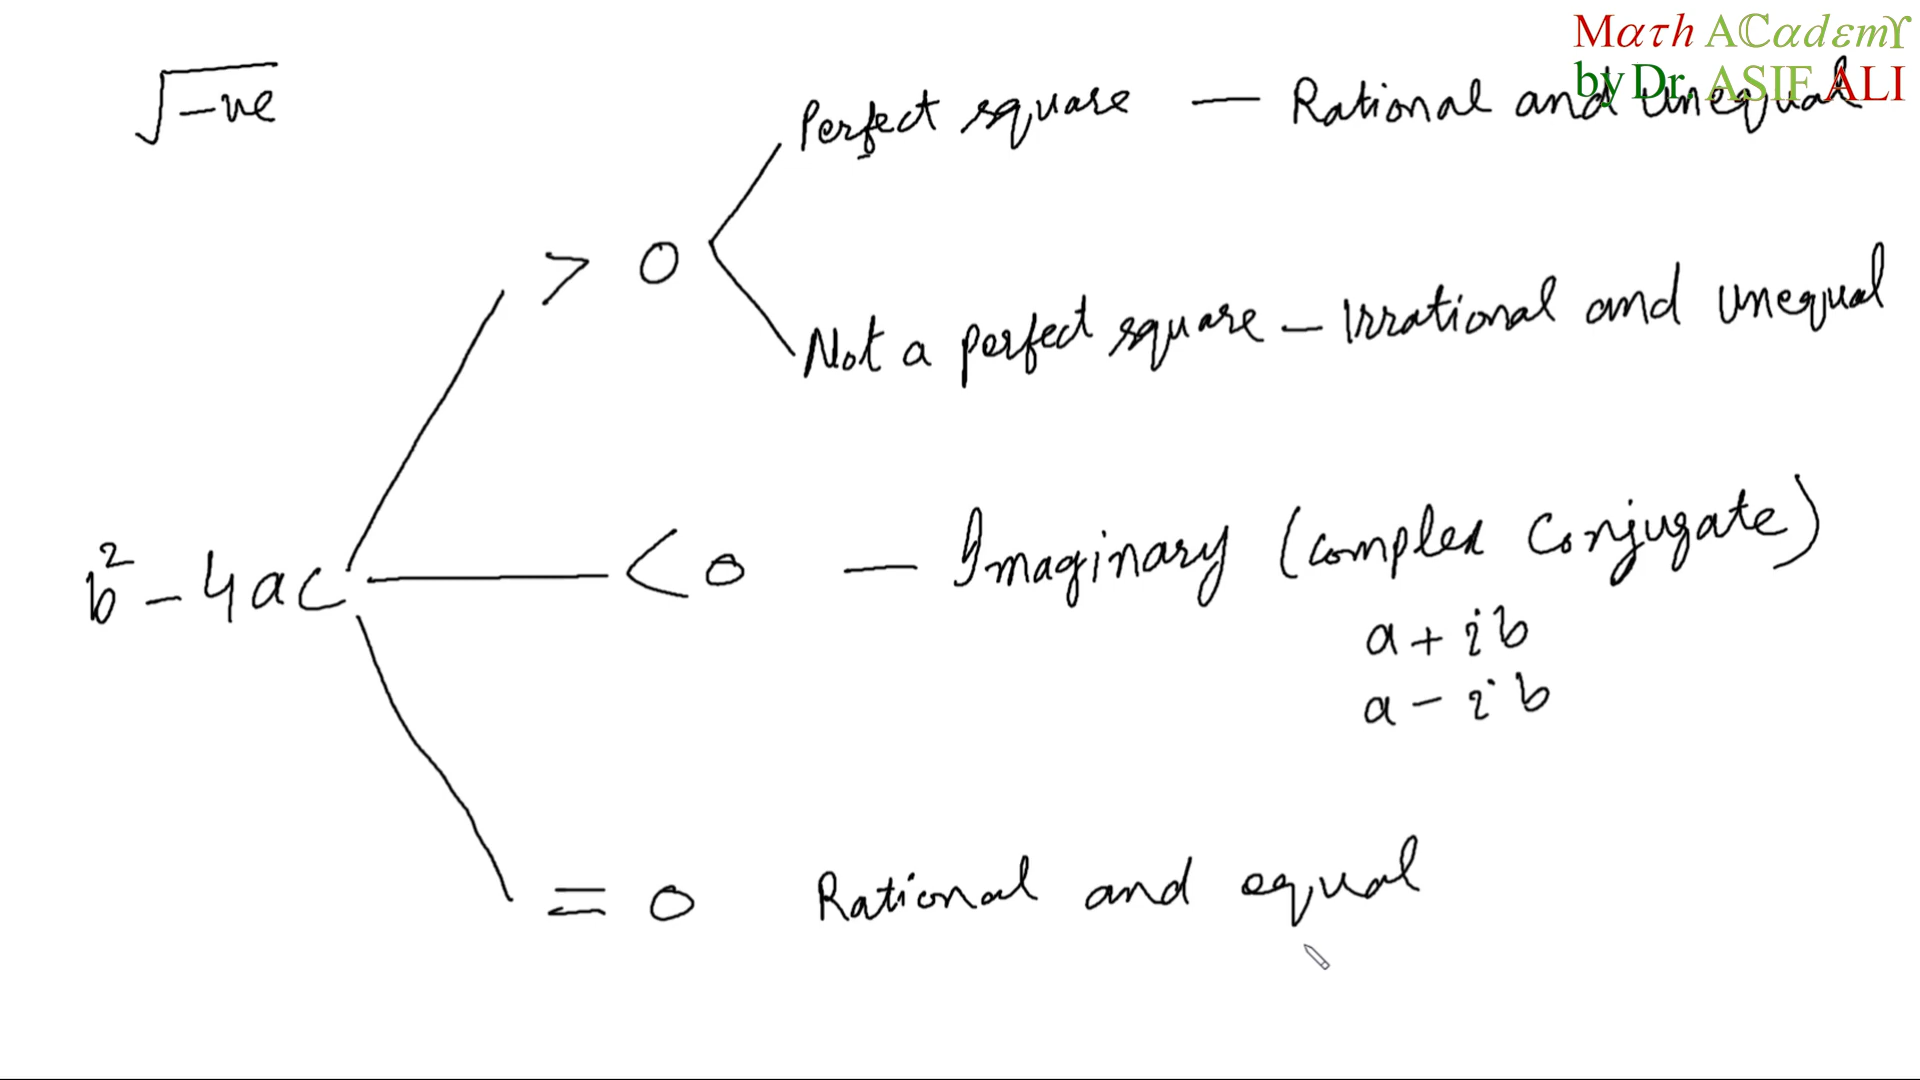 Math ACademy
by Dr. ASIF ALI
√-ve
Perfect square — Rational and unequal
> 0
Not a perfect square — Irrational and unequal
b² - 4ac
< 0 — Imaginary (complex conjugate)
a + ib
a - ib
= 0 Rational and equal